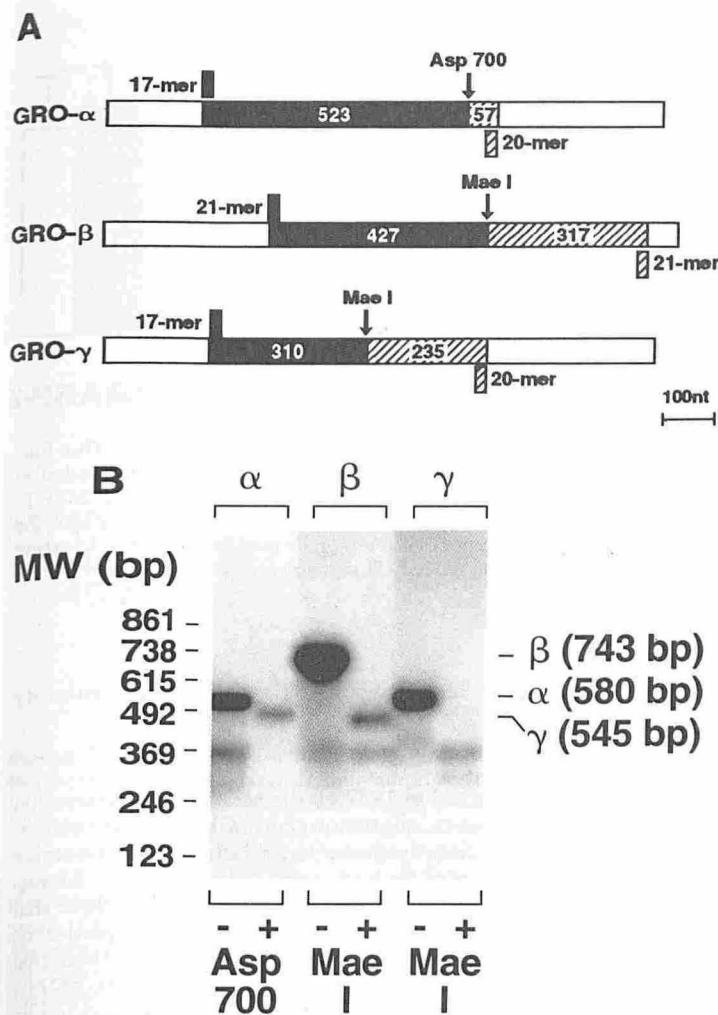 A
Asp 700
17-mer
GRO-α
523
57
20-mer
Mae I
21-mer
GRO-β
427
317
21-mer
Mae I
17-mer
GRO-γ
310
235
20-mer
100nt
B
α β γ
MW (bp)
861
738
615
492
369
246
123
β (743 bp)
α (580 bp)
γ (545 bp)
- + - + - +
Asp Mae Mae
700 I I